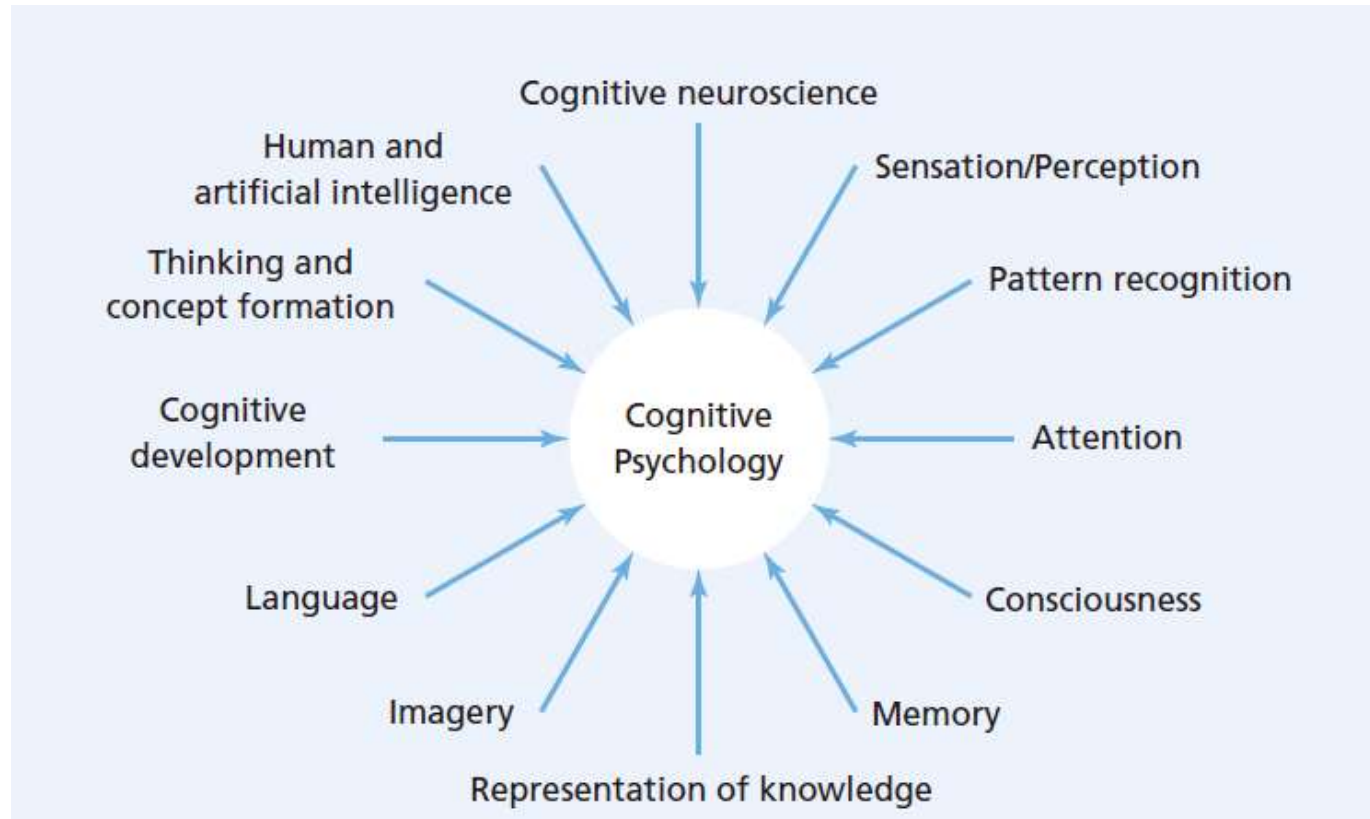 Cognitive neuroscience
Human and
artificial intelligence
Sensation/Perception
Thinking and
concept formation
Pattern recognition
Cognitive
development
Cognitive
Psychology
Attention
Language
Consciousness
Imagery
Memory
Representation of knowledge